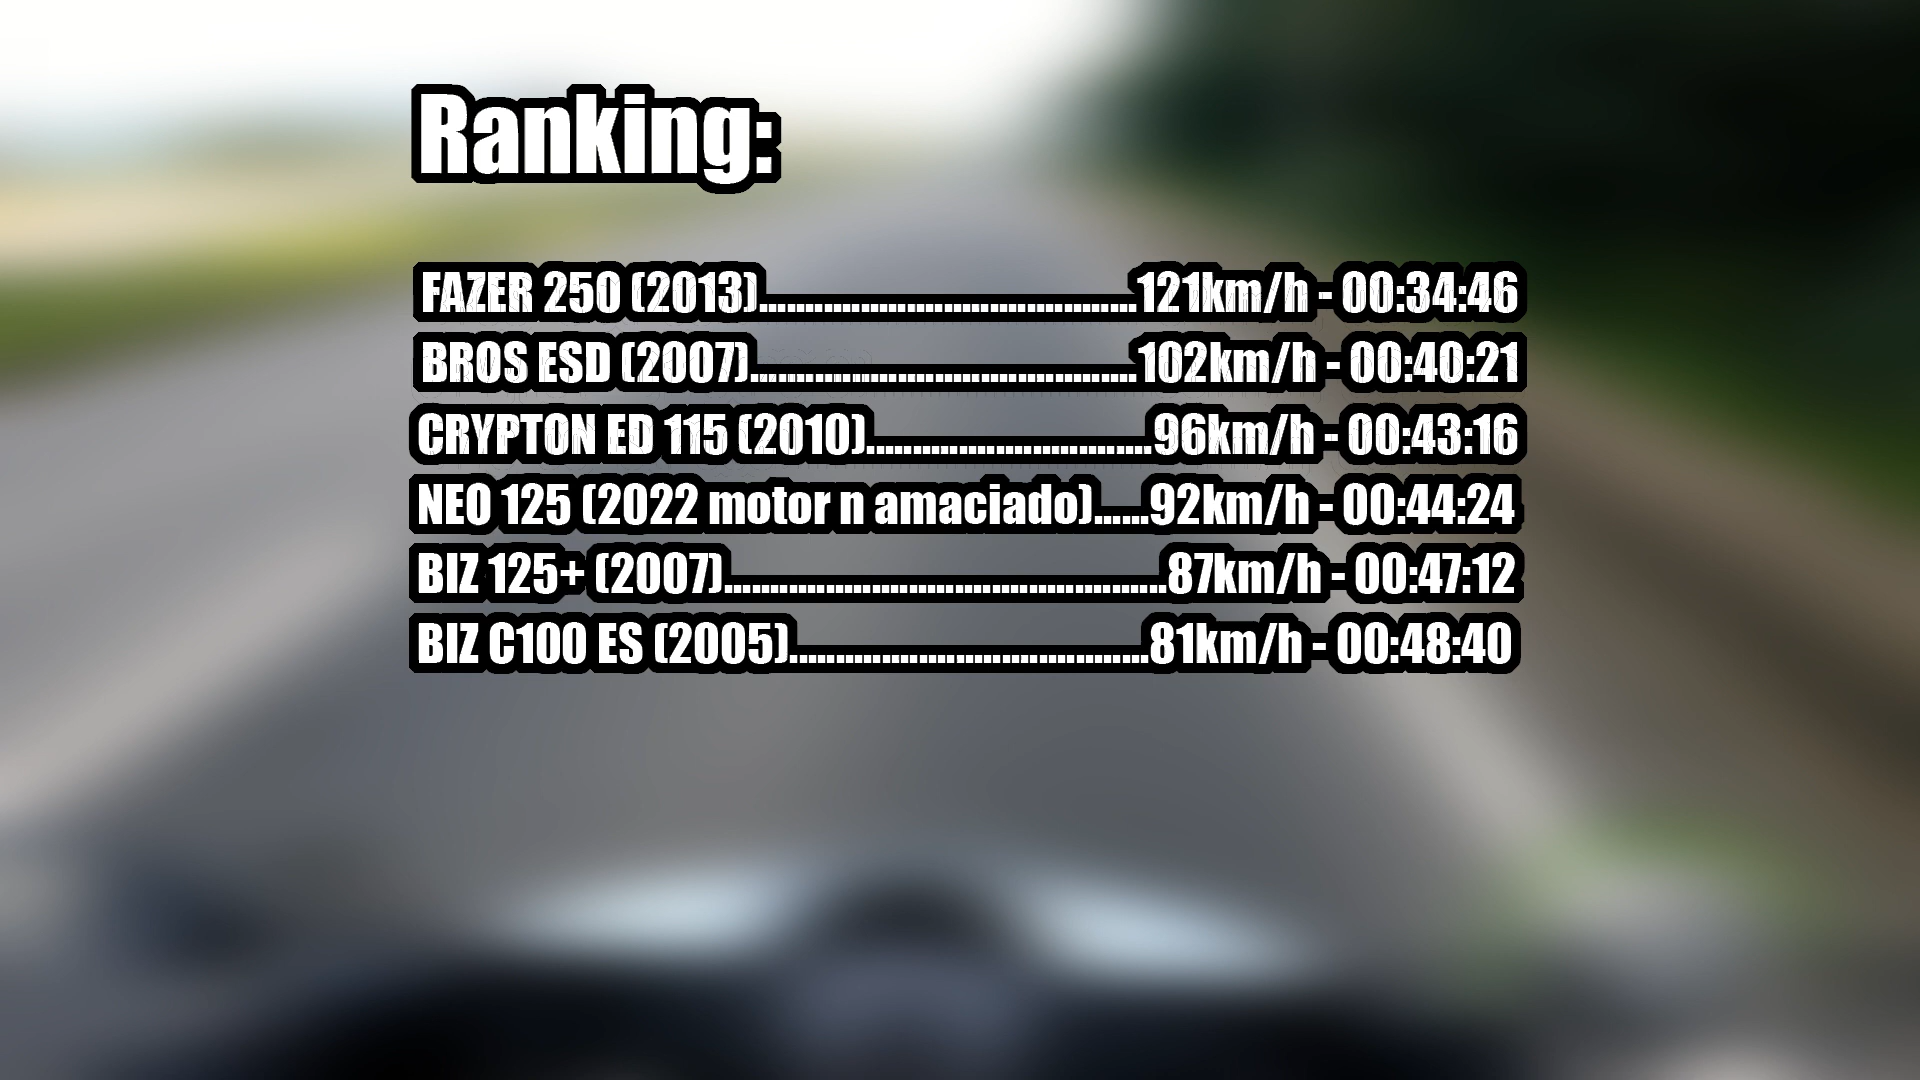 Ranking:
FAZER 250 (2013).........................................121km/h - 00:34:46
BROS ESD (2007)..........................................102km/h - 00:40:21
CRYPTON ED 115 (2010)...............................96km/h - 00:43:16
NEO 125 (2022 motor n amaciado)......92km/h - 00:44:24
BIZ 125+ (2007)................................................87km/h - 00:47:12
BIZ C100 ES (2005).......................................81km/h - 00:48:40